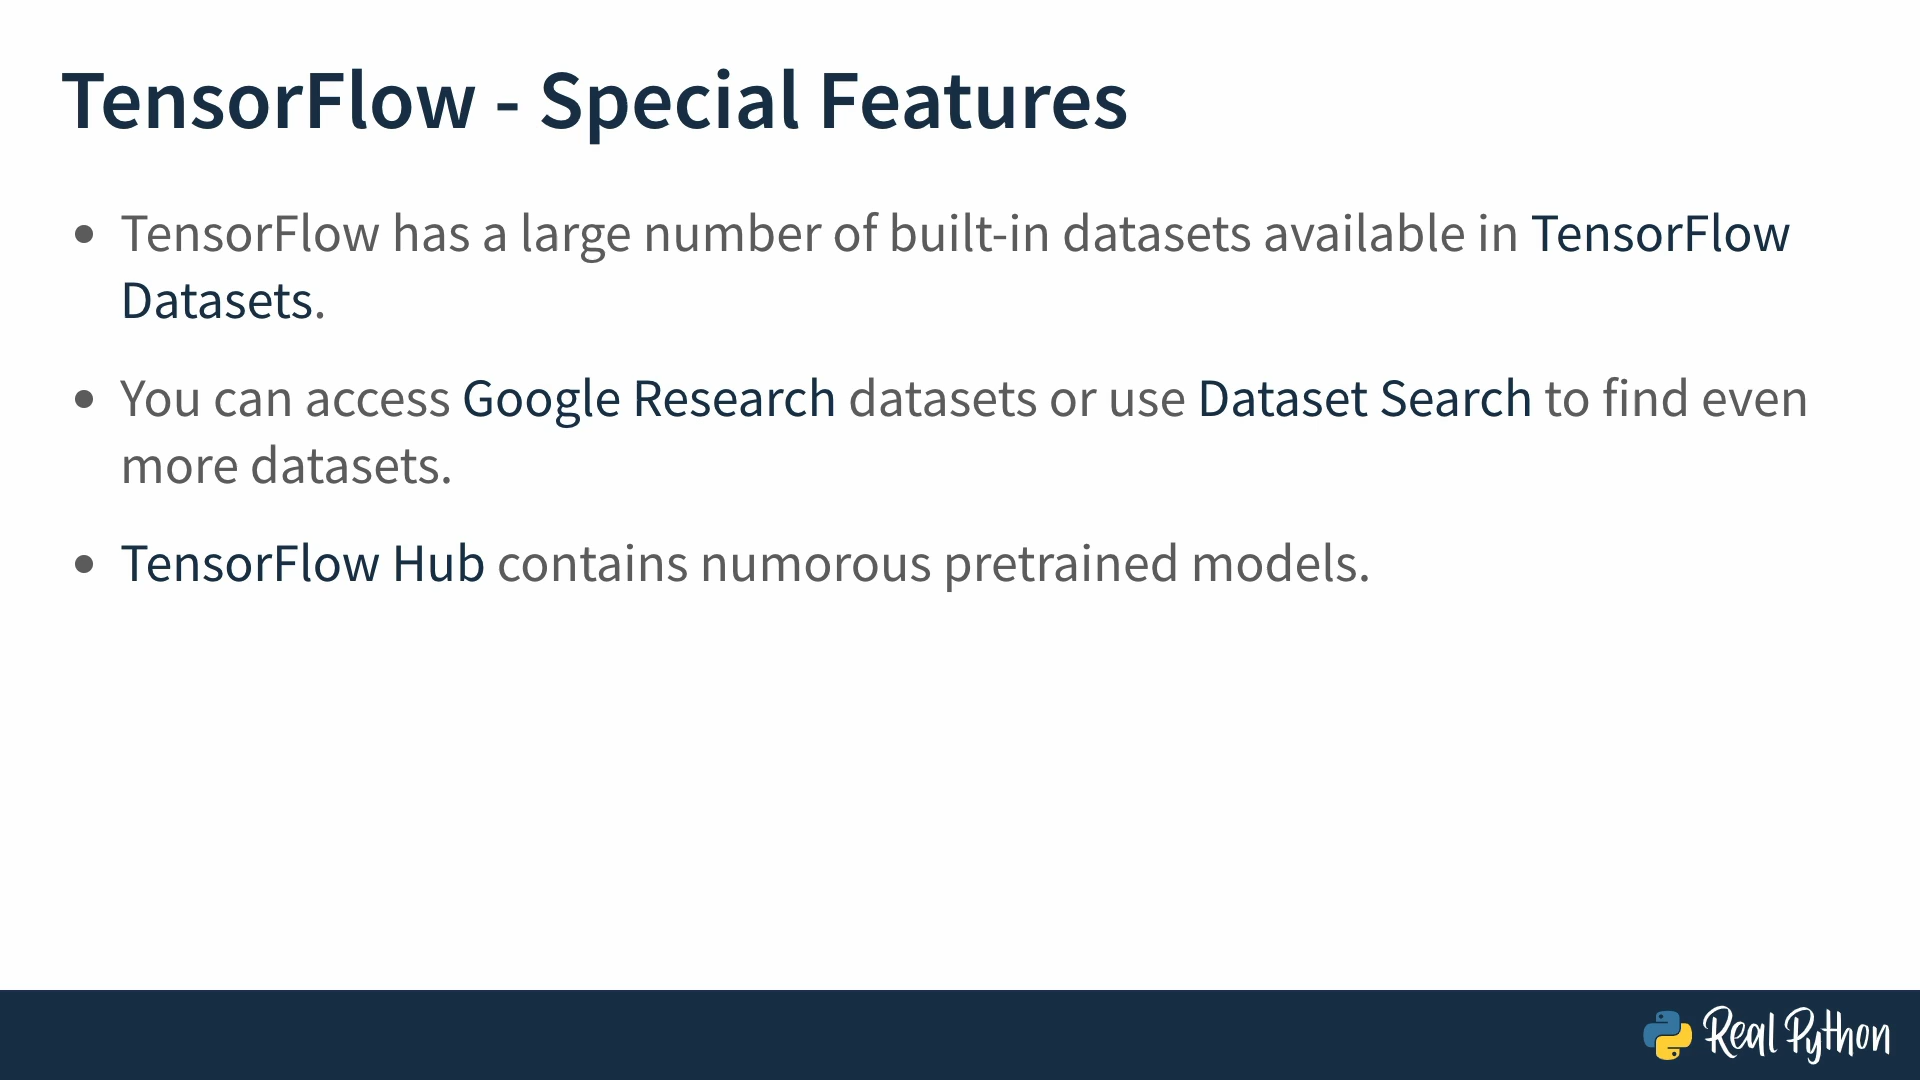 TensorFlow - Special Features
• TensorFlow has a large number of built-in datasets available in TensorFlow
Datasets.
• You can access Google Research datasets or use Dataset Search to find even
more datasets.
• TensorFlow Hub contains numorous pretrained models.
Real Python